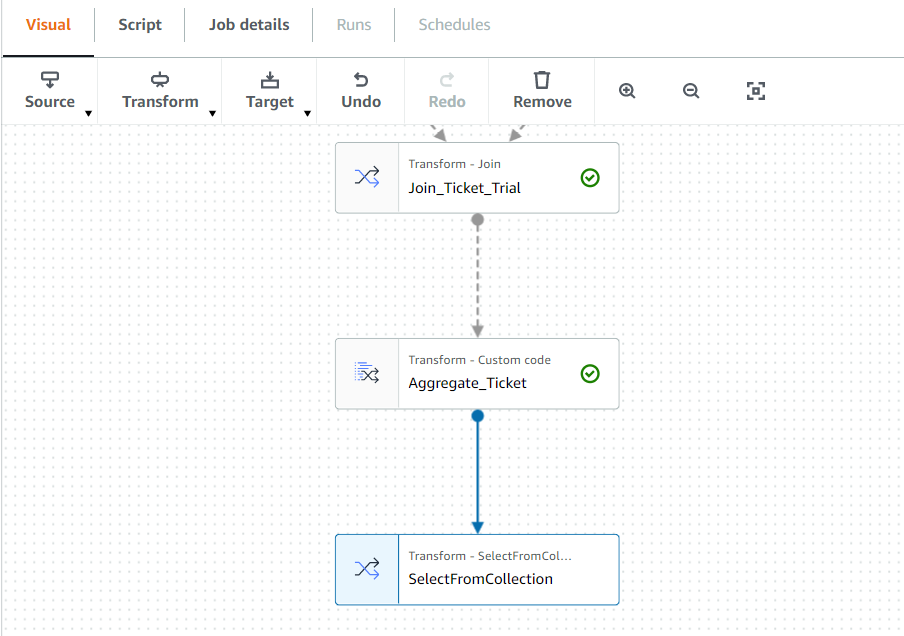 Visual Script Job details Runs Schedules
Source Transform Target Undo Redo Remove
Transform - Join
Join_Ticket_Trial
Transform - Custom code
Aggregate_Ticket
Transform - SelectFromCol...
SelectFromCollection